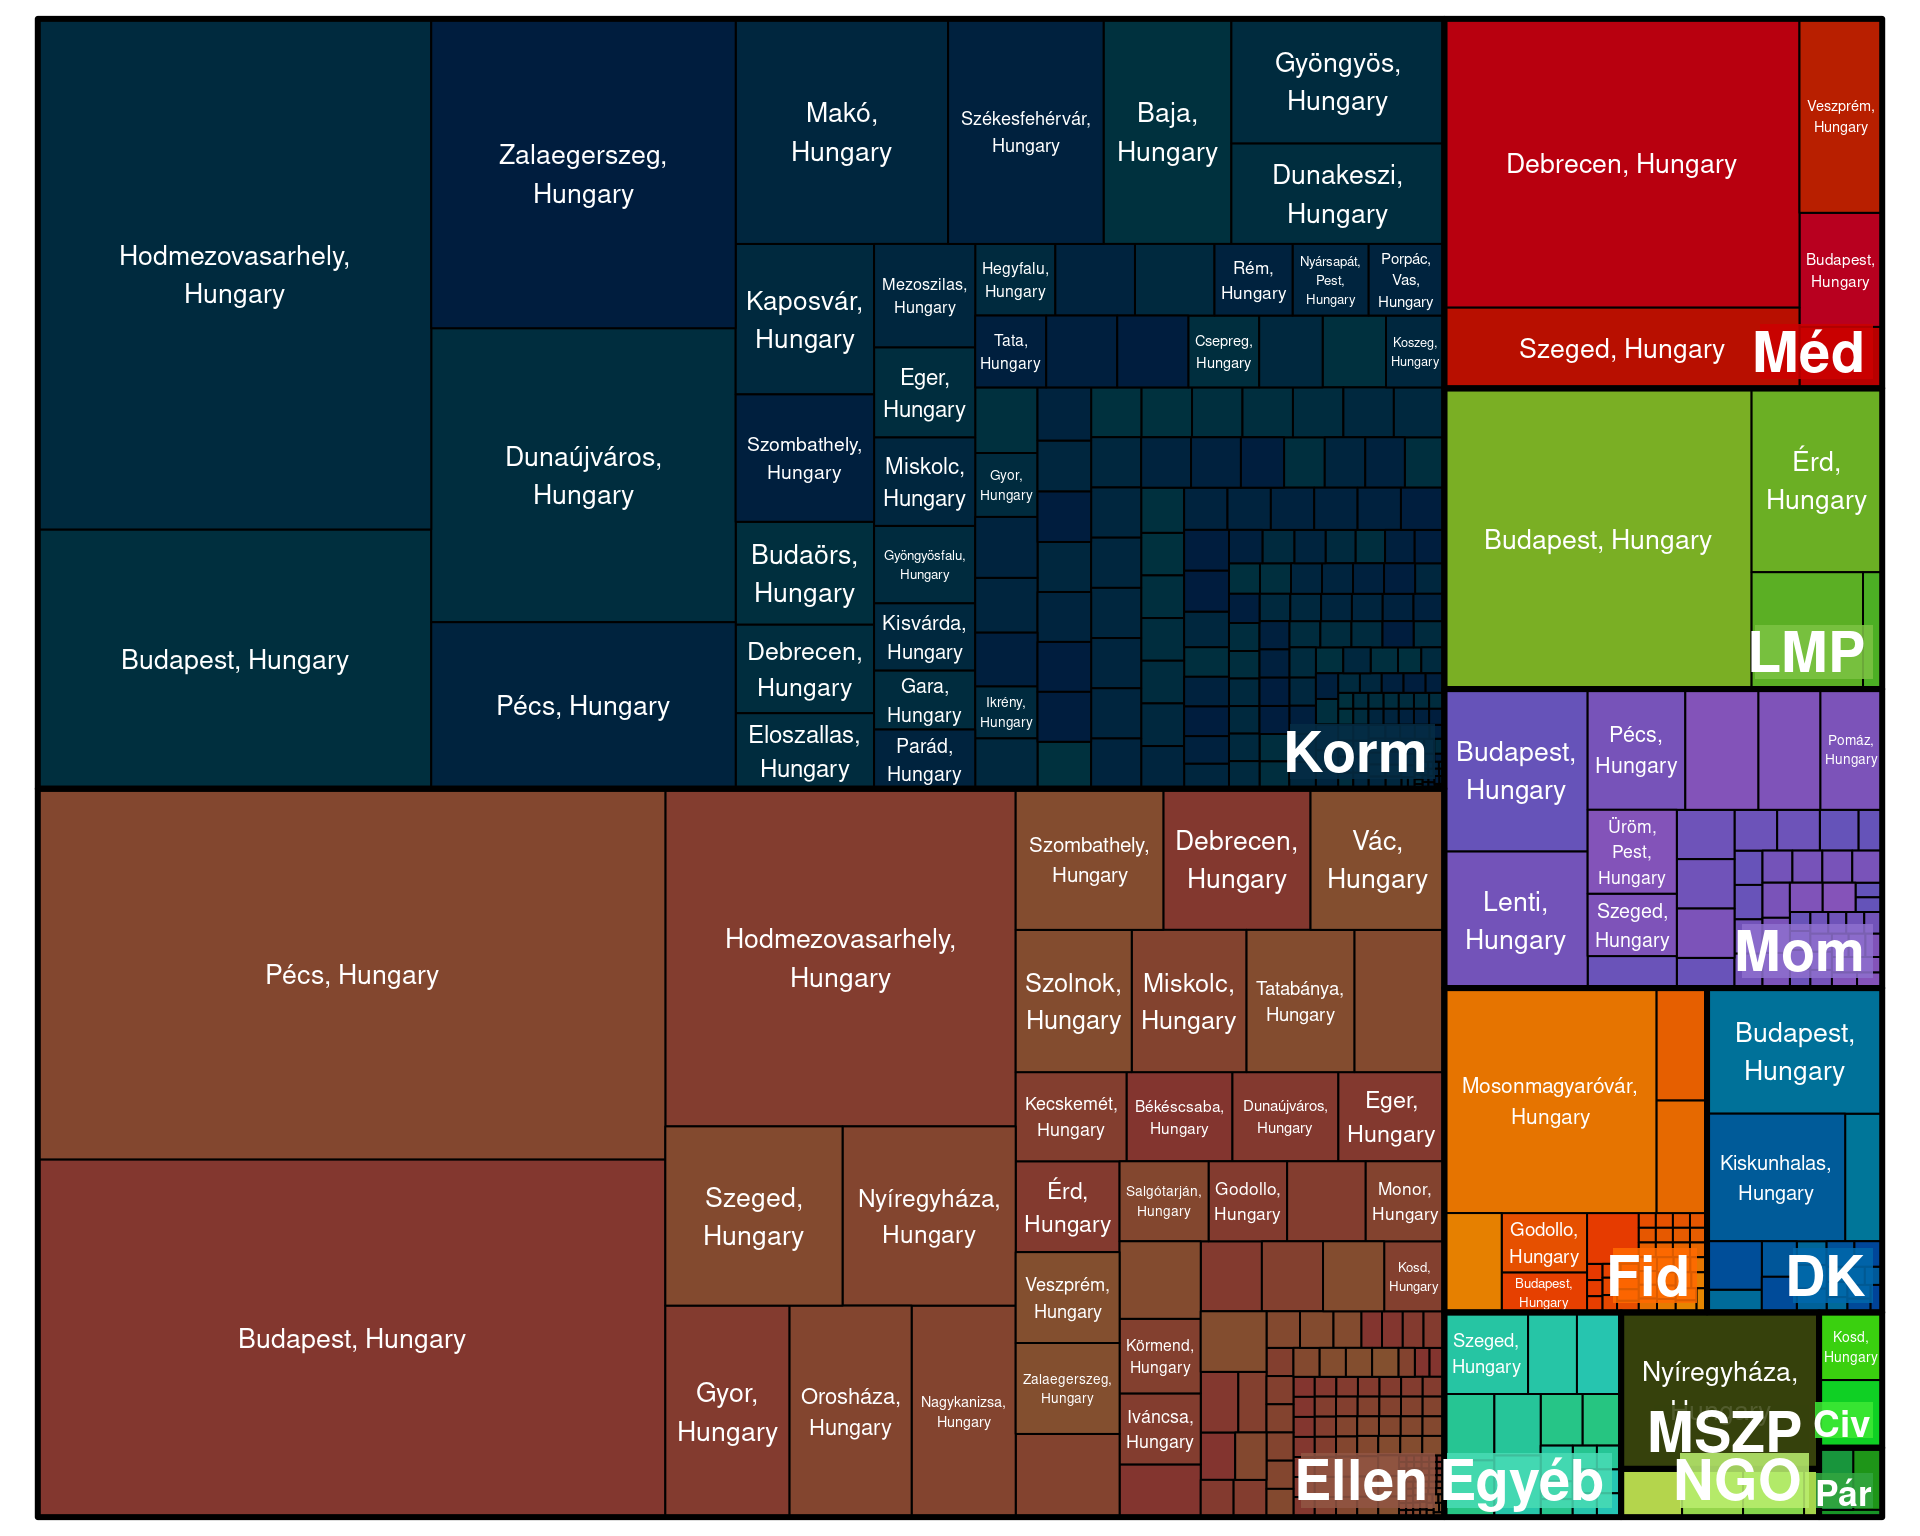 Hodmezovasarhely,
Hungary
Budapest, Hungary
Zalaegerszeg,
Hungary
Dunaújváros,
Hungary
Pécs, Hungary
Makó,
Hungary
Székesfehérvár,
Hungary
Baja,
Hungary
Gyöngyös,
Hungary
Dunakeszi,
Hungary
Kaposvár,
Hungary
Szombathely,
Hungary
Budaörs,
Hungary
Debrecen,
Hungary
Eloszallas,
Hungary
Mezoszilas,
Hungary
Eger,
Hungary
Miskolc,
Hungary
Gyöngyösfalu,
Hungary
Kisvárda,
Hungary
Gara,
Hungary
Parád,
Hungary
Hegyfalu,
Hungary
Rém,
Hungary
Nyársapát,
Pest,
Hungary
Porpác,
Vas,
Hungary
Tata,
Hungary
Csepreg,
Hungary
Koszeg,
Hungary
Gyor,
Hungary
Ikrény,
Hungary
Korm
Debrecen, Hungary
Veszprém,
Hungary
Budapest,
Hungary
Szeged, Hungary
Méd
Budapest, Hungary
Érd,
Hungary
LMP
Budapest,
Hungary
Lenti,
Hungary
Pécs,
Hungary
Pomáz,
Hungary
Üröm,
Pest,
Hungary
Szeged,
Hungary
Mom
Pécs, Hungary
Budapest, Hungary
Hodmezovasarhely,
Hungary
Szeged,
Hungary
Nyíregyháza,
Hungary
Gyor,
Hungary
Orosháza,
Hungary
Nagykanizsa,
Hungary
Szombathely,
Hungary
Debrecen,
Hungary
Vác,
Hungary
Szolnok,
Hungary
Miskolc,
Hungary
Tatabánya,
Hungary
Kecskemét,
Hungary
Békéscsaba,
Hungary
Dunaújváros,
Hungary
Eger,
Hungary
Érd,
Hungary
Salgótarján,
Hungary
Godollo,
Hungary
Monor,
Hungary
Veszprém,
Hungary
Kosd,
Hungary
Zalaegerszeg,
Hungary
Körmend,
Hungary
Iváncsa,
Hungary
Ellen
Mosonmagyaróvár,
Hungary
Godollo,
Hungary
Budapest,
Hungary
Fid
Budapest,
Hungary
Kiskunhalas,
Hungary
DK
Szeged,
Hungary
Egyéb
Nyíregyháza,
Hungary
MSZP
NGO
Kosd,
Hungary
Civ
Pár